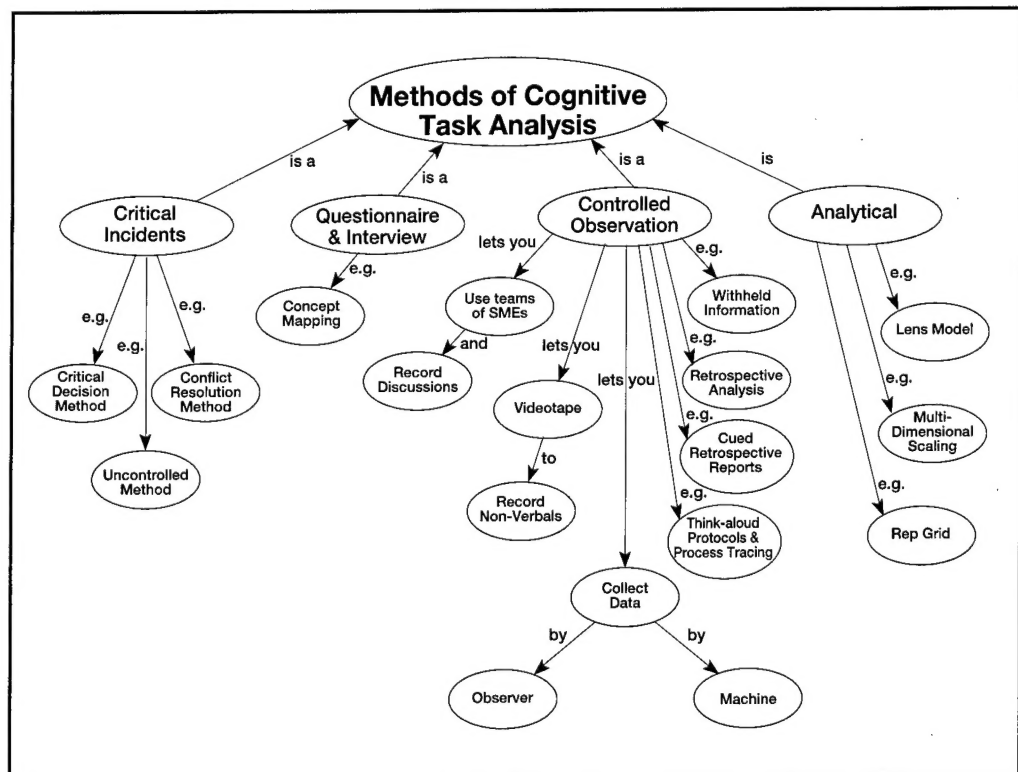 Methods of Cognitive
Task Analysis
is a
is a
is a
is
Critical
Incidents
Questionnaire
& Interview
Controlled
Observation
Analytical
e.g.
e.g.
e.g.
e.g.
lets you
lets you
lets you
e.g.
e.g.
e.g.
e.g.
e.g.
e.g.
e.g.
Concept
Mapping
Use teams
of SMEs
and
Record
Discussions
Withheld
Information
Lens Model
Critical
Decision
Method
Conflict
Resolution
Method
Uncontrolled
Method
Videotape
to
Record
Non-Verbals
Retrospective
Analysis
Cued
Retrospective
Reports
Think-aloud
Protocols &
Process Tracing
Multi-
Dimensional
Scaling
Rep Grid
Collect
Data
by
by
Observer
Machine